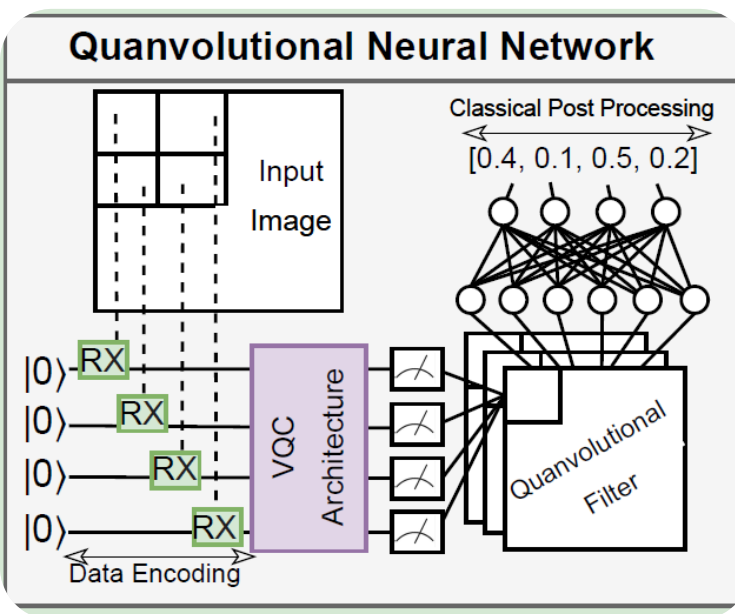 Quanvolutional Neural Network
Input
Image
Classical Post Processing
[0.4, 0.1, 0.5, 0.2]
|0⟩
RX
|0⟩
RX
|0⟩
RX
|0⟩
RX
VQC
Architecture
Quanvolutional
Filter
Data Encoding